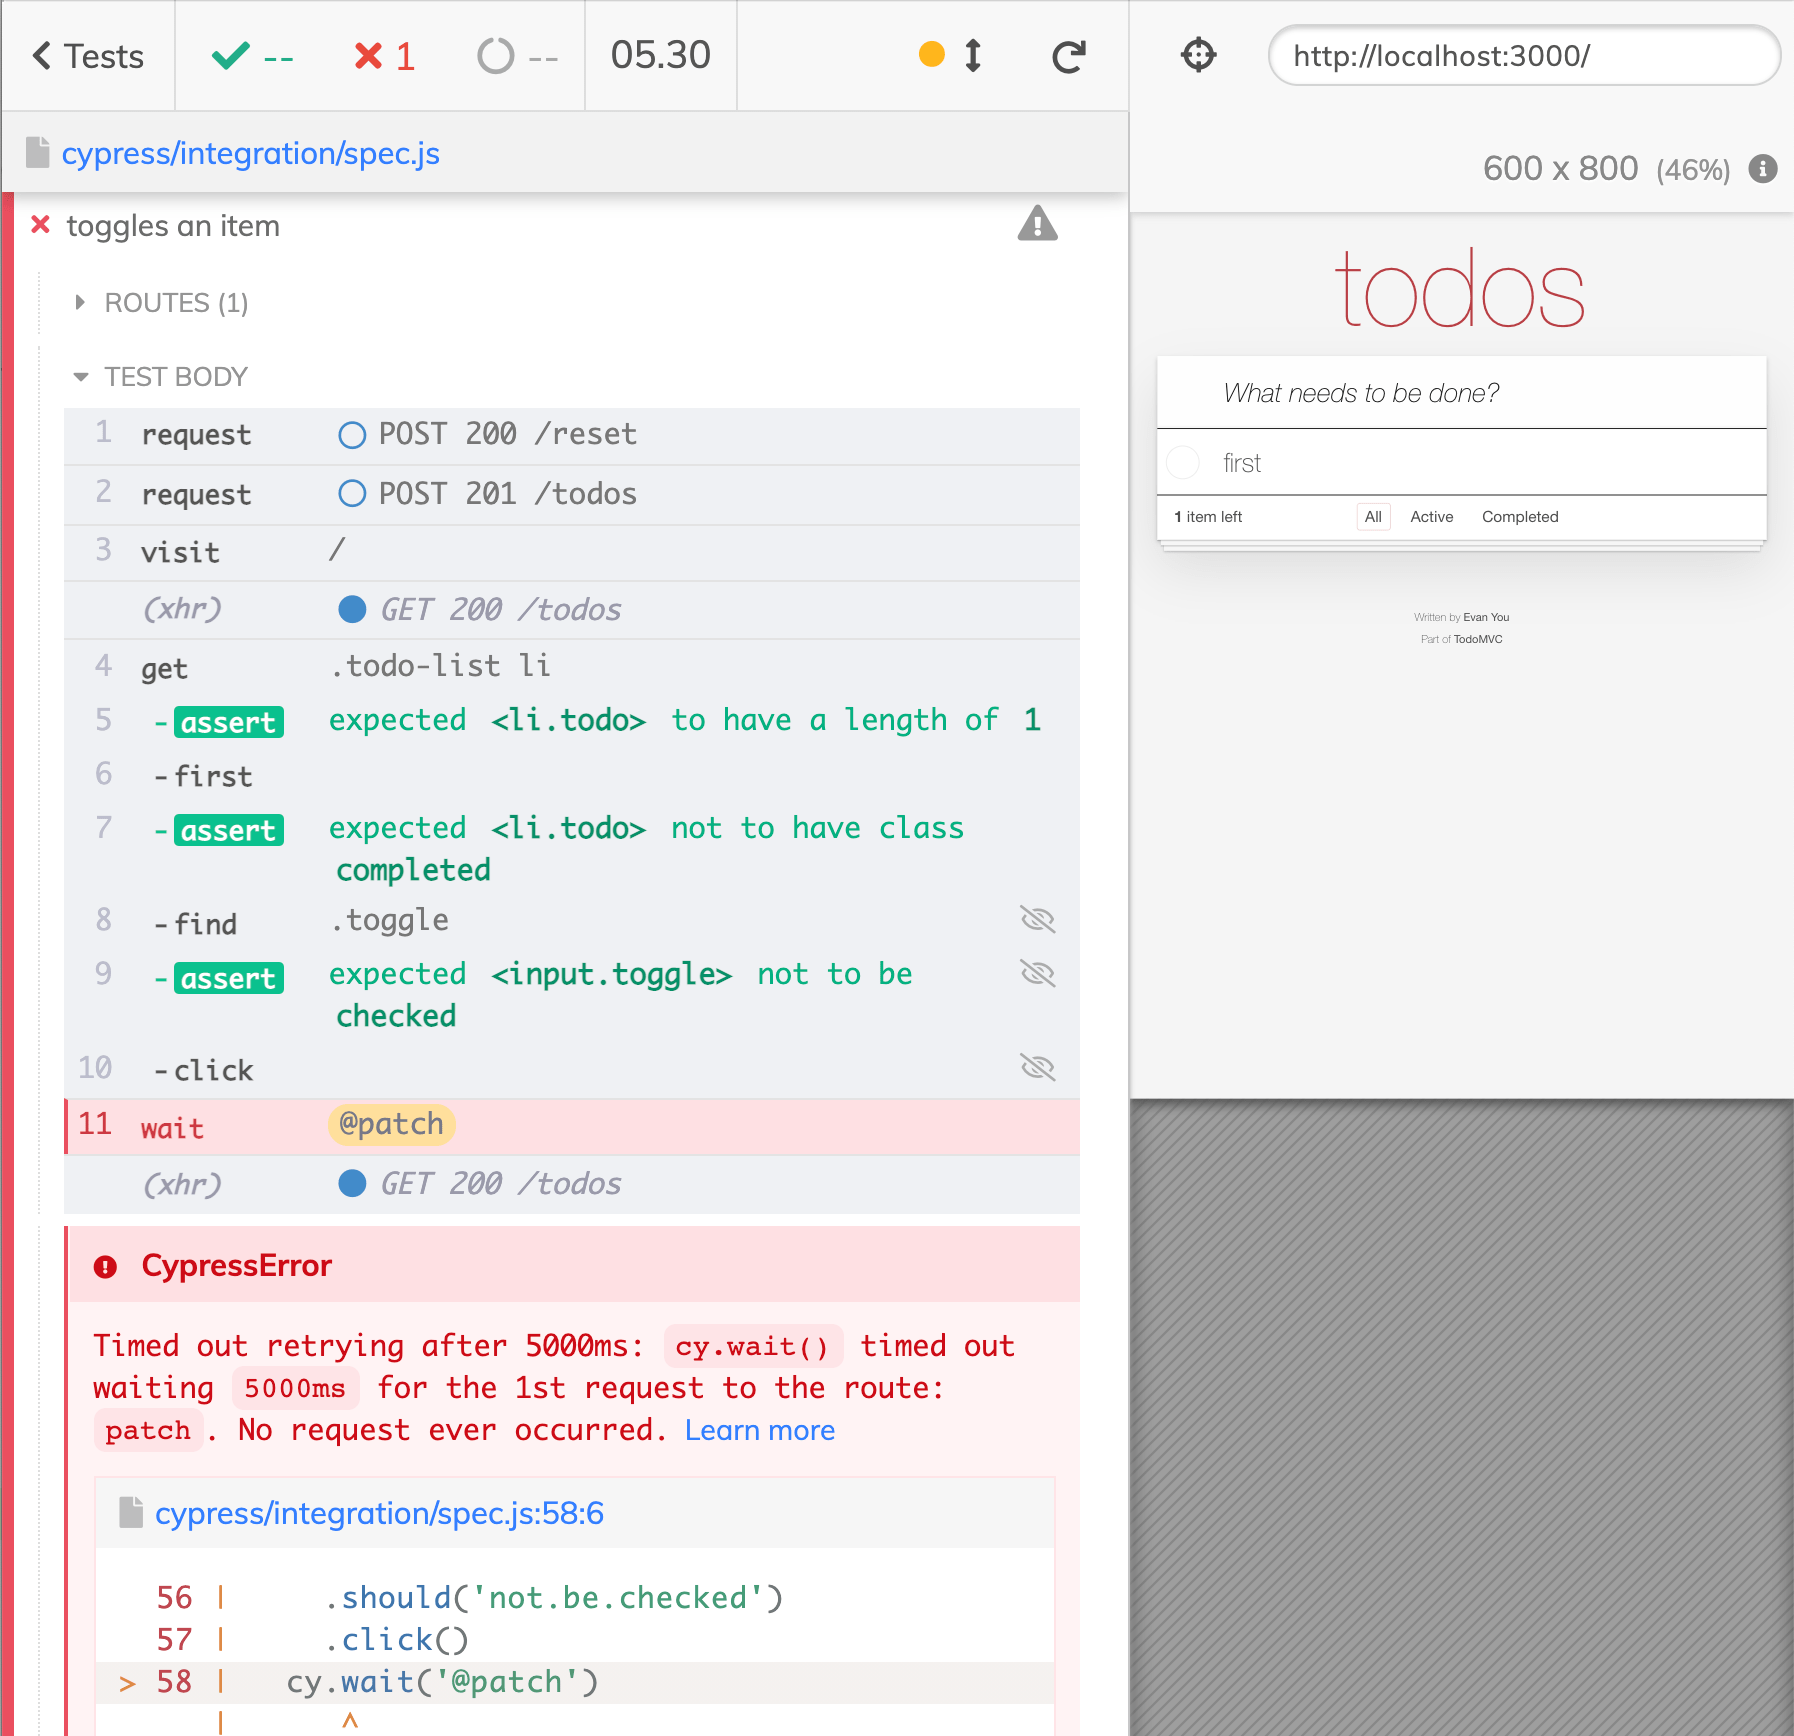 Tests
--
1
--
05.30
http://localhost:3000/
cypress/integration/spec.js
600 x 800 (46%)
toggles an item
ROUTES (1)
TEST BODY
1 request POST 200 /reset
2 request POST 201 /todos
3 visit /
(xhr) GET 200 /todos
4 get .todo-list li
5 -assert expected <li.todo> to have a length of 1
6 -first
7 -assert expected <li.todo> not to have class
completed
8 -find .toggle
9 -assert expected <input.toggle> not to be
checked
10 -click
11 wait @patch
(xhr) GET 200 /todos
CypressError
Timed out retrying after 5000ms: cy.wait() timed out
waiting 5000ms for the 1st request to the route:
patch. No request ever occurred. Learn more
cypress/integration/spec.js:58:6
56 | .should('not.be.checked')
57 | .click()
> 58 | cy.wait('@patch')
| ^
todos
What needs to be done?
first
1 item left All Active Completed
Written by Evan You
Part of TodoMVC